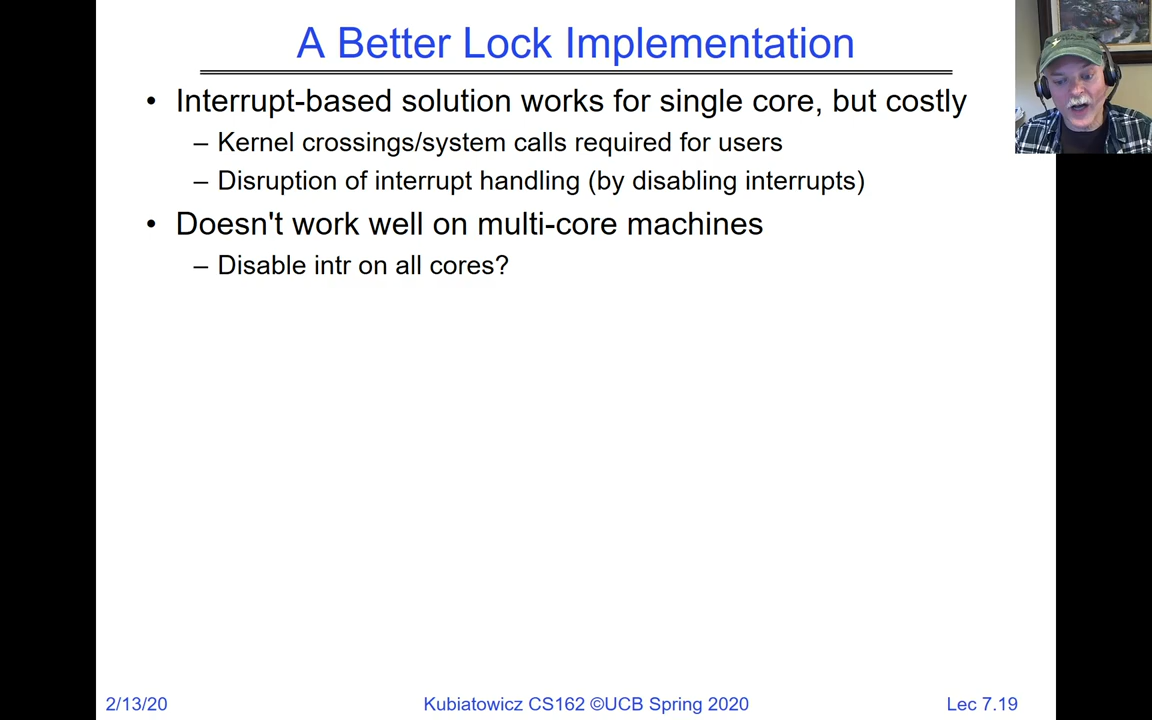 A Better Lock Implementation
• Interrupt-based solution works for single core, but costly
– Kernel crossings/system calls required for users
– Disruption of interrupt handling (by disabling interrupts)
• Doesn't work well on multi-core machines
– Disable intr on all cores?
2/13/20 Kubiatowicz CS162 ©UCB Spring 2020 Lec 7.19